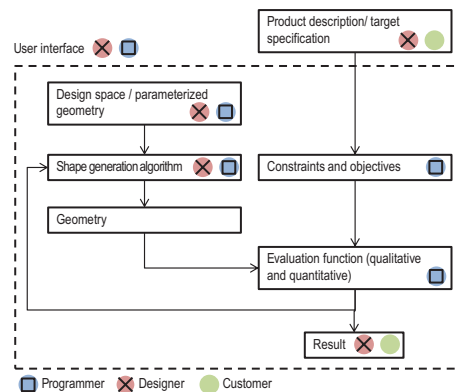 Product description/ target
specification
User interface
Design space / parameterized
geometry
Shape generation algorithm
Constraints and objectives
Geometry
Evaluation function (qualitative
and quantitative)
Result
Programmer Designer Customer